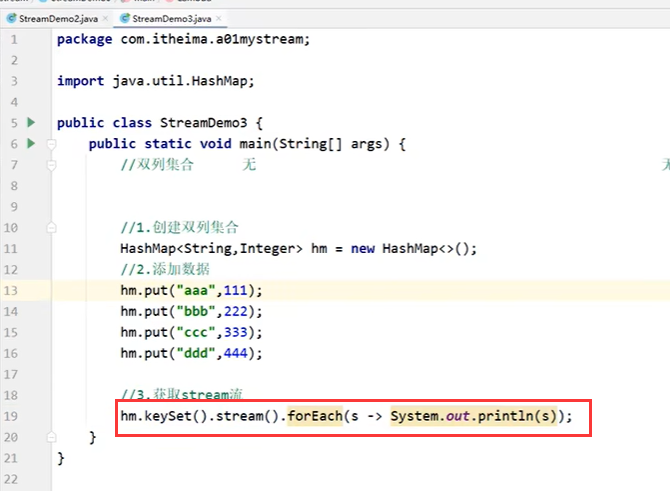 StreamDemo2.java × StreamDemo3.java ×
1 package com.itheima.a01mystream;
2
3 import java.util.HashMap;
4
5 public class StreamDemo3 {
6 public static void main(String[] args) {
7 //双列集合 无
8
9
10 //1.创建双列集合
11 HashMap<String,Integer> hm = new HashMap<>();
12 //2.添加数据
13 hm.put("aaa",111);
14 hm.put("bbb",222);
15 hm.put("ccc",333);
16 hm.put("ddd",444);
17
18 //3.获取stream流
19 hm.keySet().stream().forEach(s -> System.out.println(s));
20 }
21 }
22